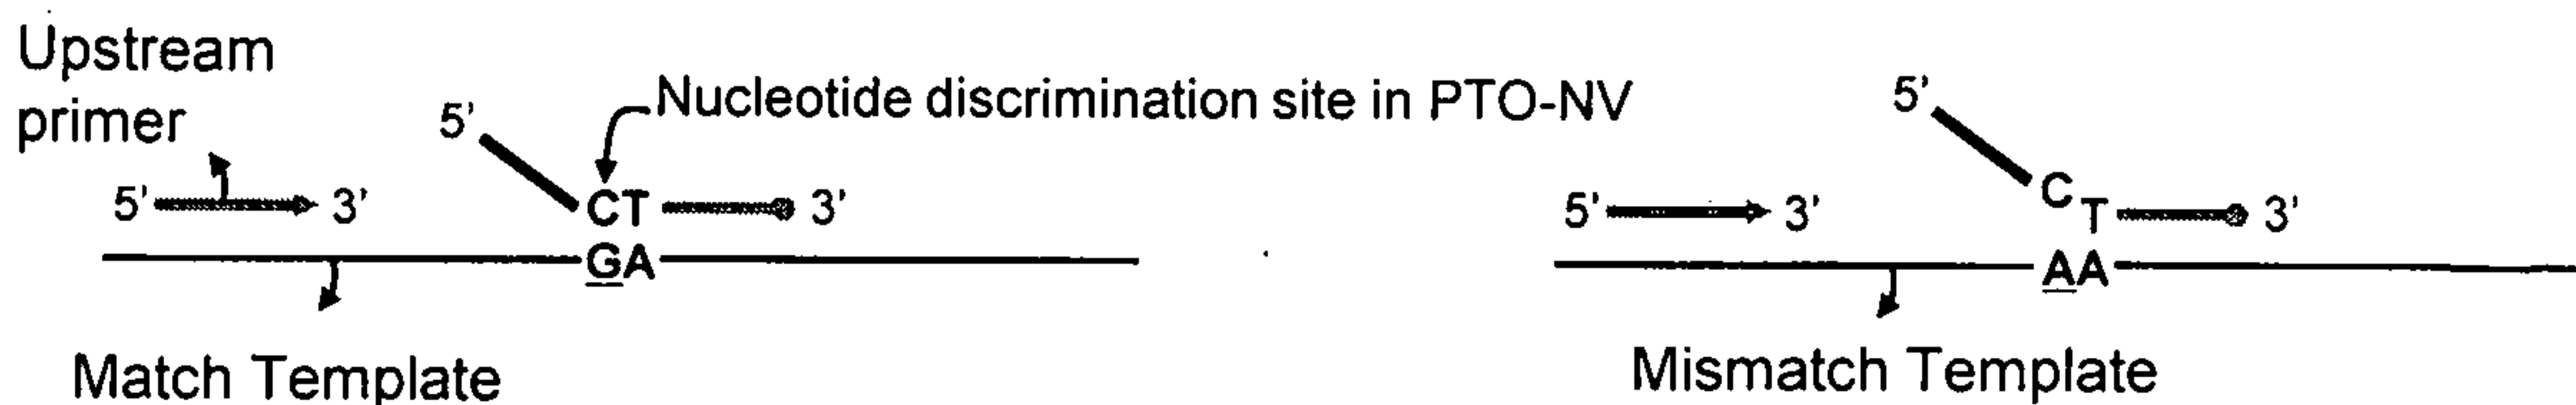 Upstream
primer
5' Nucleotide discrimination site in PTO-NV 5'
5' 3' CT 3' 5' 3' C T 3'
GA AA
Match Template Mismatch Template